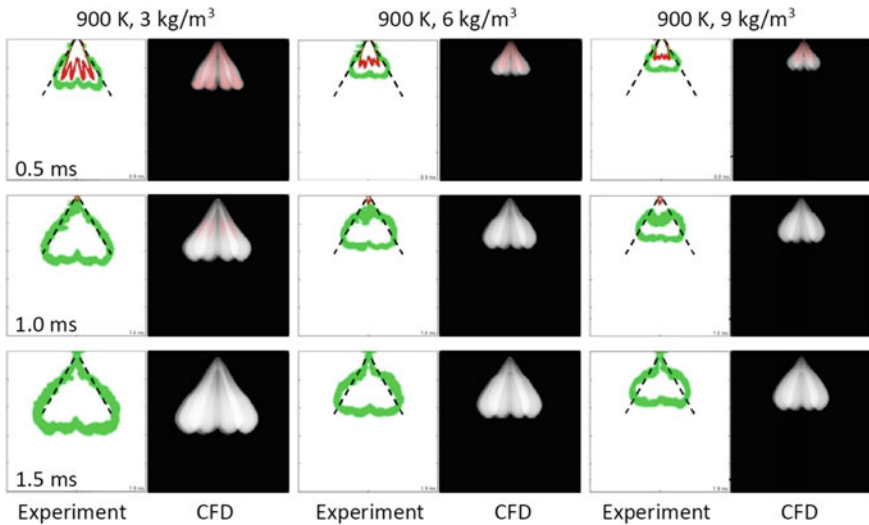 900 K, 3 kg/m³ 900 K, 6 kg/m³ 900 K, 9 kg/m³
0.5 ms
1.0 ms
1.5 ms
Experiment CFD Experiment CFD Experiment CFD